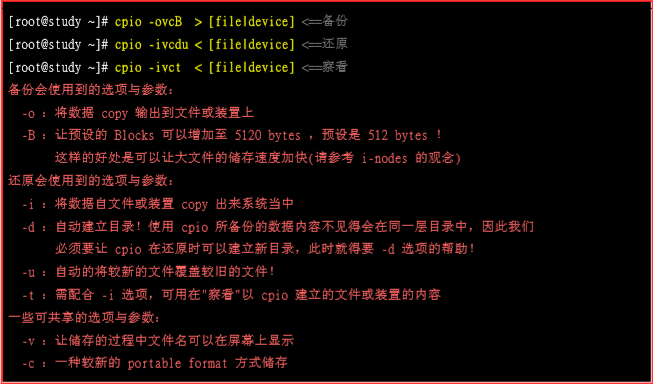 [root@study ~]# cpio -ovcB  > [file|device] <==备份
[root@study ~]# cpio -ivcdu < [file|device] <==还原
[root@study ~]# cpio -ivct  < [file|device] <==察看
备份会使用到的选项与参数：
  -o ：将数据 copy 输出到文件或装置上
  -B ：让预设的 Blocks 可以增加至 5120 bytes ，预设是 512 bytes ！
       这样的好处是可以让大文件的储存速度加快(请参考 i-nodes 的观念)
还原会使用到的选项与参数：
  -i ：将数据自文件或装置 copy 出来系统当中
  -d ：自动建立目录！使用 cpio 所备份的数据内容不见得会在同一层目录中，因此我们
       必须要让 cpio 在还原时可以建立新目录，此时就得要 -d 选项的帮助！
  -u ：自动的将较新的文件覆盖较旧的文件！
  -t ：需配合 -i 选项，可用在"察看"以 cpio 建立的文件或装置的内容
一些可共享的选项与参数：
  -v ：让储存的过程中文件名可以在屏幕上显示
  -c ：一种较新的 portable format 方式储存